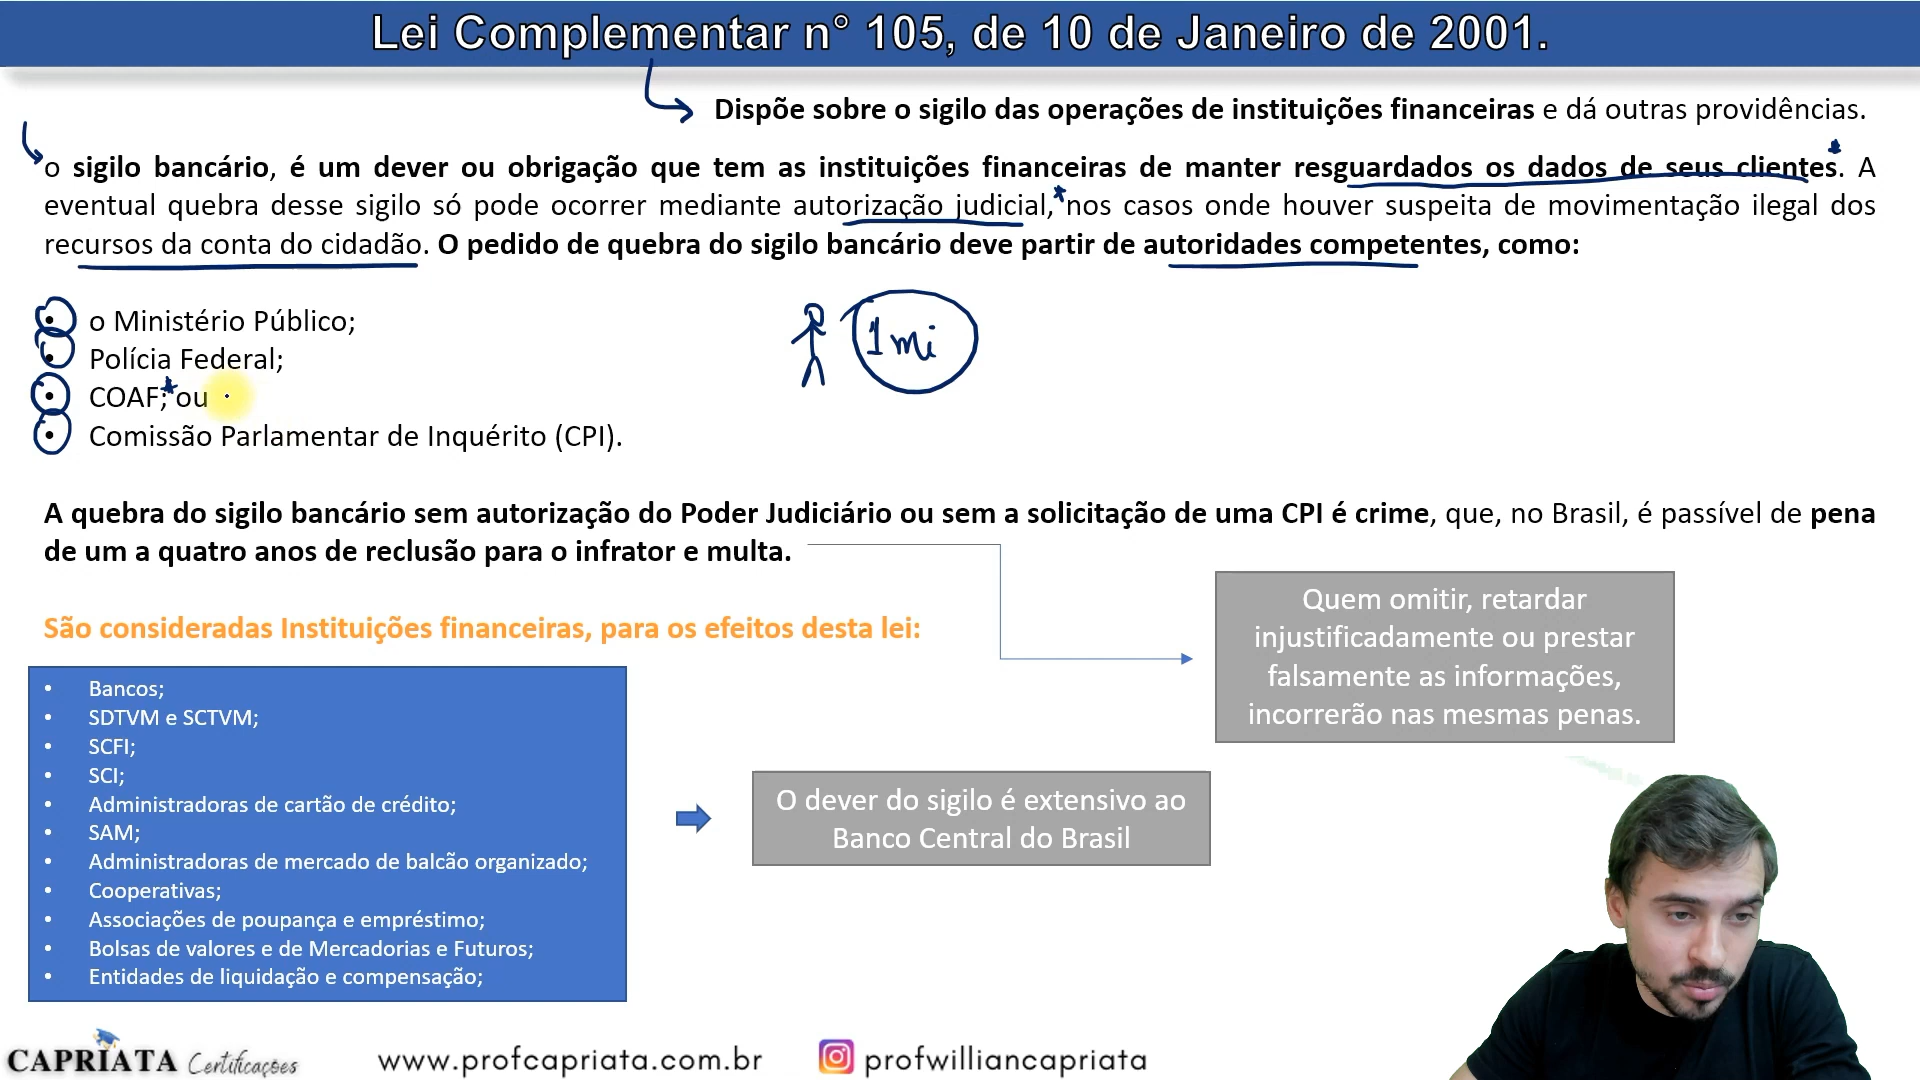 Lei Complementar n° 105, de 10 de Janeiro de 2001.
Dispõe sobre o sigilo das operações de instituições financeiras e dá outras providências.
o sigilo bancário, é um dever ou obrigação que tem as instituições financeiras de manter resguardados os dados de seus clientes. A
eventual quebra desse sigilo só pode ocorrer mediante autorização judicial, nos casos onde houver suspeita de movimentação ilegal dos
recursos da conta do cidadão. O pedido de quebra do sigilo bancário deve partir de autoridades competentes, como:
• o Ministério Público;
• Polícia Federal;
• COAF; ou
• Comissão Parlamentar de Inquérito (CPI).
1 mi
A quebra do sigilo bancário sem autorização do Poder Judiciário ou sem a solicitação de uma CPI é crime, que, no Brasil, é passível de pena
de um a quatro anos de reclusão para o infrator e multa.
Quem omitir, retardar
injustificadamente ou prestar
falsamente as informações,
incorrerão nas mesmas penas.
São consideradas Instituições financeiras, para os efeitos desta lei:
• Bancos;
• SDTVM e SCTVM;
• SCFI;
• SCI;
• Administradoras de cartão de crédito;
• SAM;
• Administradoras de mercado de balcão organizado;
• Cooperativas;
• Associações de poupança e empréstimo;
• Bolsas de valores e de Mercadorias e Futuros;
• Entidades de liquidação e compensação;
O dever do sigilo é extensivo ao
Banco Central do Brasil
CAPRIATA Certificações
www.profcapriata.com.br
profwilliancapriata